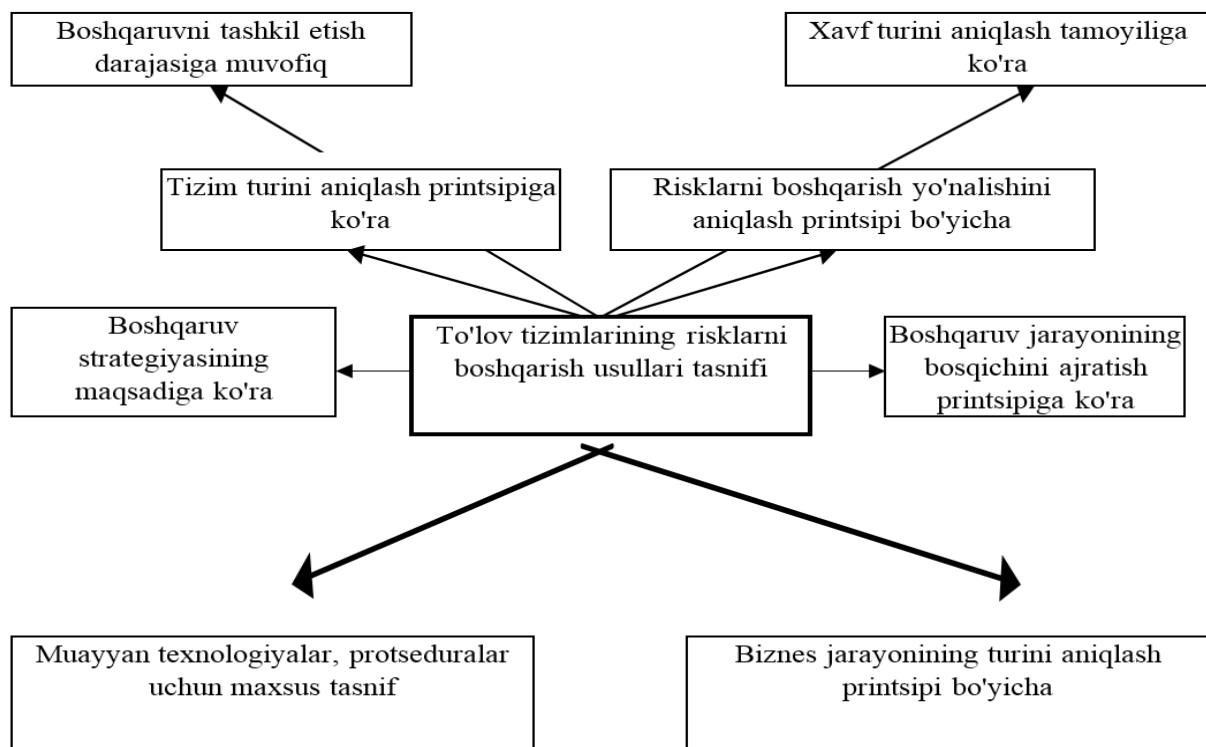 Boshqaruvni tashkil etish
darajasiga muvofiq
Xavf turini aniqlash tamoyiliga
ko'ra
Tizim turini aniqlash printsipiga
ko'ra
Risklarni boshqarish yo'nalishini
aniqlash printsipi bo'yicha
Boshqaruv
strategiyasining
maqsadiga ko'ra
To'lov tizimlarining risklarni
boshqarish usullari tasnifi
Boshqaruv jarayonining
bosqichini ajratish
printsipiga ko'ra
Muayyan texnologiyalar, protseduralar
uchun maxsus tasnif
Biznes jarayonining turini aniqlash
printsipi bo'yicha